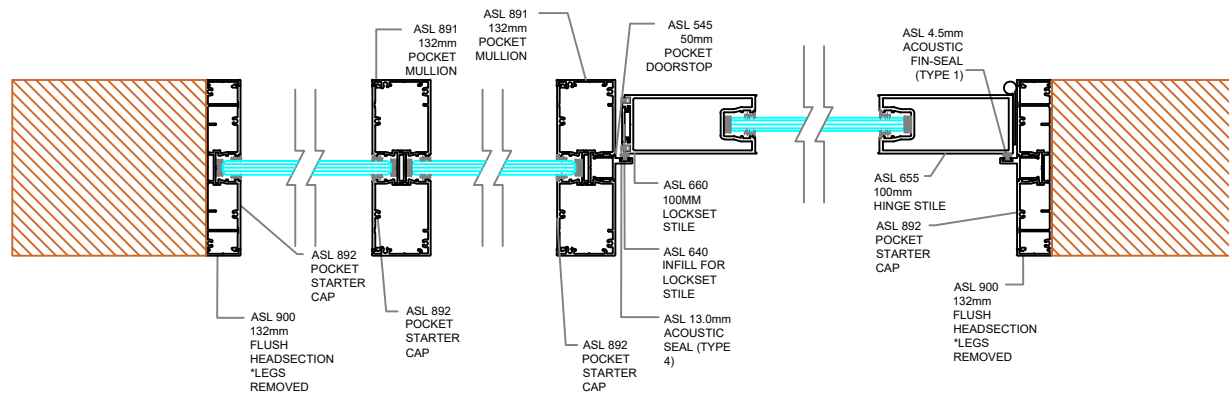 ASL 891
132mm
POCKET
MULLION
ASL 891
132mm
POCKET
MULLION
ASL 545
50mm
POCKET
DOORSTOP
ASL 4.5mm
ACOUSTIC
FIN-SEAL
(TYPE 1)
ASL 892
POCKET
STARTER
CAP
ASL 900
132mm
FLUSH
HEADSECTION
*LEGS
REMOVED
ASL 892
POCKET
STARTER
CAP
ASL 892
POCKET
STARTER
CAP
ASL 660
100MM
LOCKSET
STILE
ASL 640
INFILL FOR
LOCKSET
STILE
ASL 13.0mm
ACOUSTIC
SEAL (TYPE
4)
ASL 655
100mm
HINGE STILE
ASL 892
POCKET
STARTER
CAP
ASL 900
132mm
FLUSH
HEADSECTION
*LEGS
REMOVED